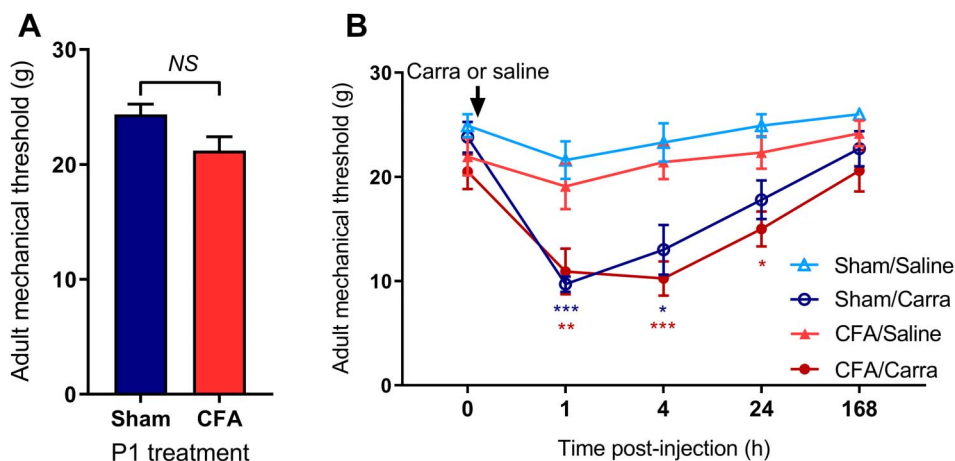 A
Adult mechanical threshold (g)
30
20
10
0
NS
Sham CFA
P1 treatment
B
Adult mechanical threshold (g)
Carra or saline
30
20
10
0
***
**
*
***
*
Sham/Saline
Sham/Carra
CFA/Saline
CFA/Carra
0 1 4 24 168
Time post-injection (h)